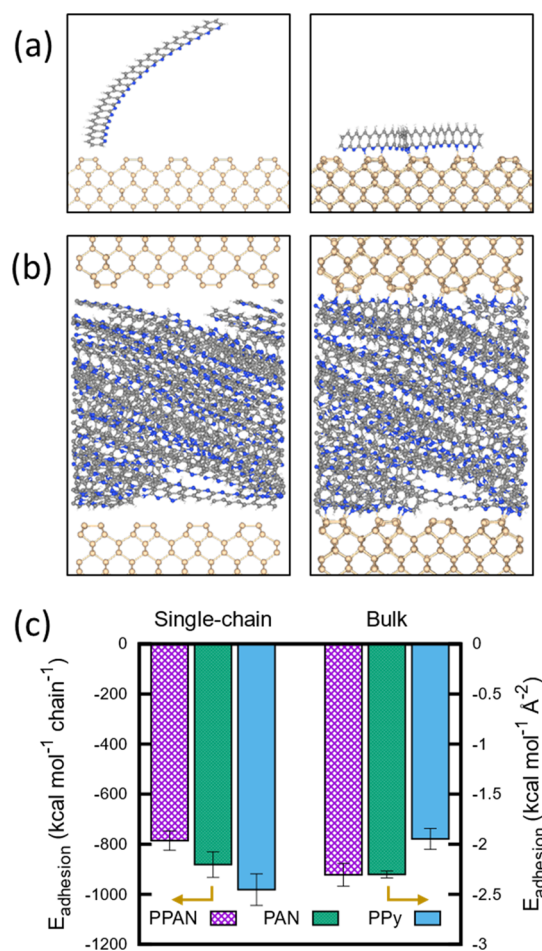 (a)
(b)
(c)
Single-chain Bulk
0 0
-200 -0.5
-400 -1
-600 -1.5
-800 -2
-1000 -2.5
-1200 -3
E_adhesion (kcal mol⁻¹ chain⁻¹)
E_adhesion (kcal mol⁻¹ Å⁻²)
PPAN PAN PPy